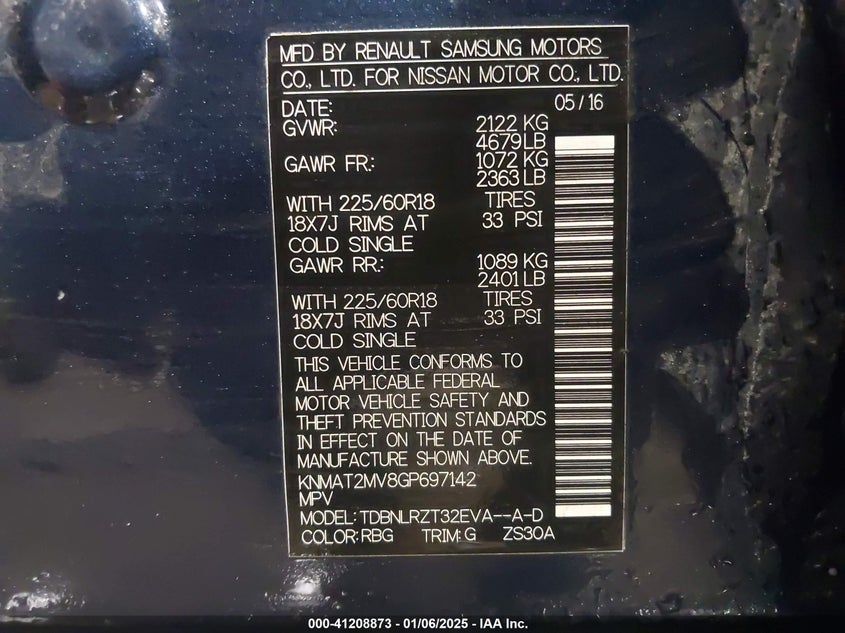 MFD BY RENAULT SAMSUNG MOTORS
CO., LTD. FOR NISSAN MOTOR CO., LTD.
DATE: 05/16
GVWR: 2122 KG
4679 LB
GAWR FR.: 1072 KG
2363 LB
WITH 225/60R18 TIRES
18X7J RIMS AT 33 PSI
COLD SINGLE
GAWR RR.: 1089 KG
2401 LB
WITH 225/60R18 TIRES
18X7J RIMS AT 33 PSI
COLD SINGLE
THIS VEHICLE CONFORMS TO
ALL APPLICABLE FEDERAL
MOTOR VEHICLE SAFETY AND
THEFT PREVENTION STANDARDS
IN EFFECT ON THE DATE OF
MANUFACTURE SHOWN ABOVE.
KNMAT2MV8GP697142
MPV
MODEL: TDBNLRZT32EVA--A-D
COLOR: RBG TRIM: G ZS30A
000-41208873 - 01/06/2025 - IAA Inc.